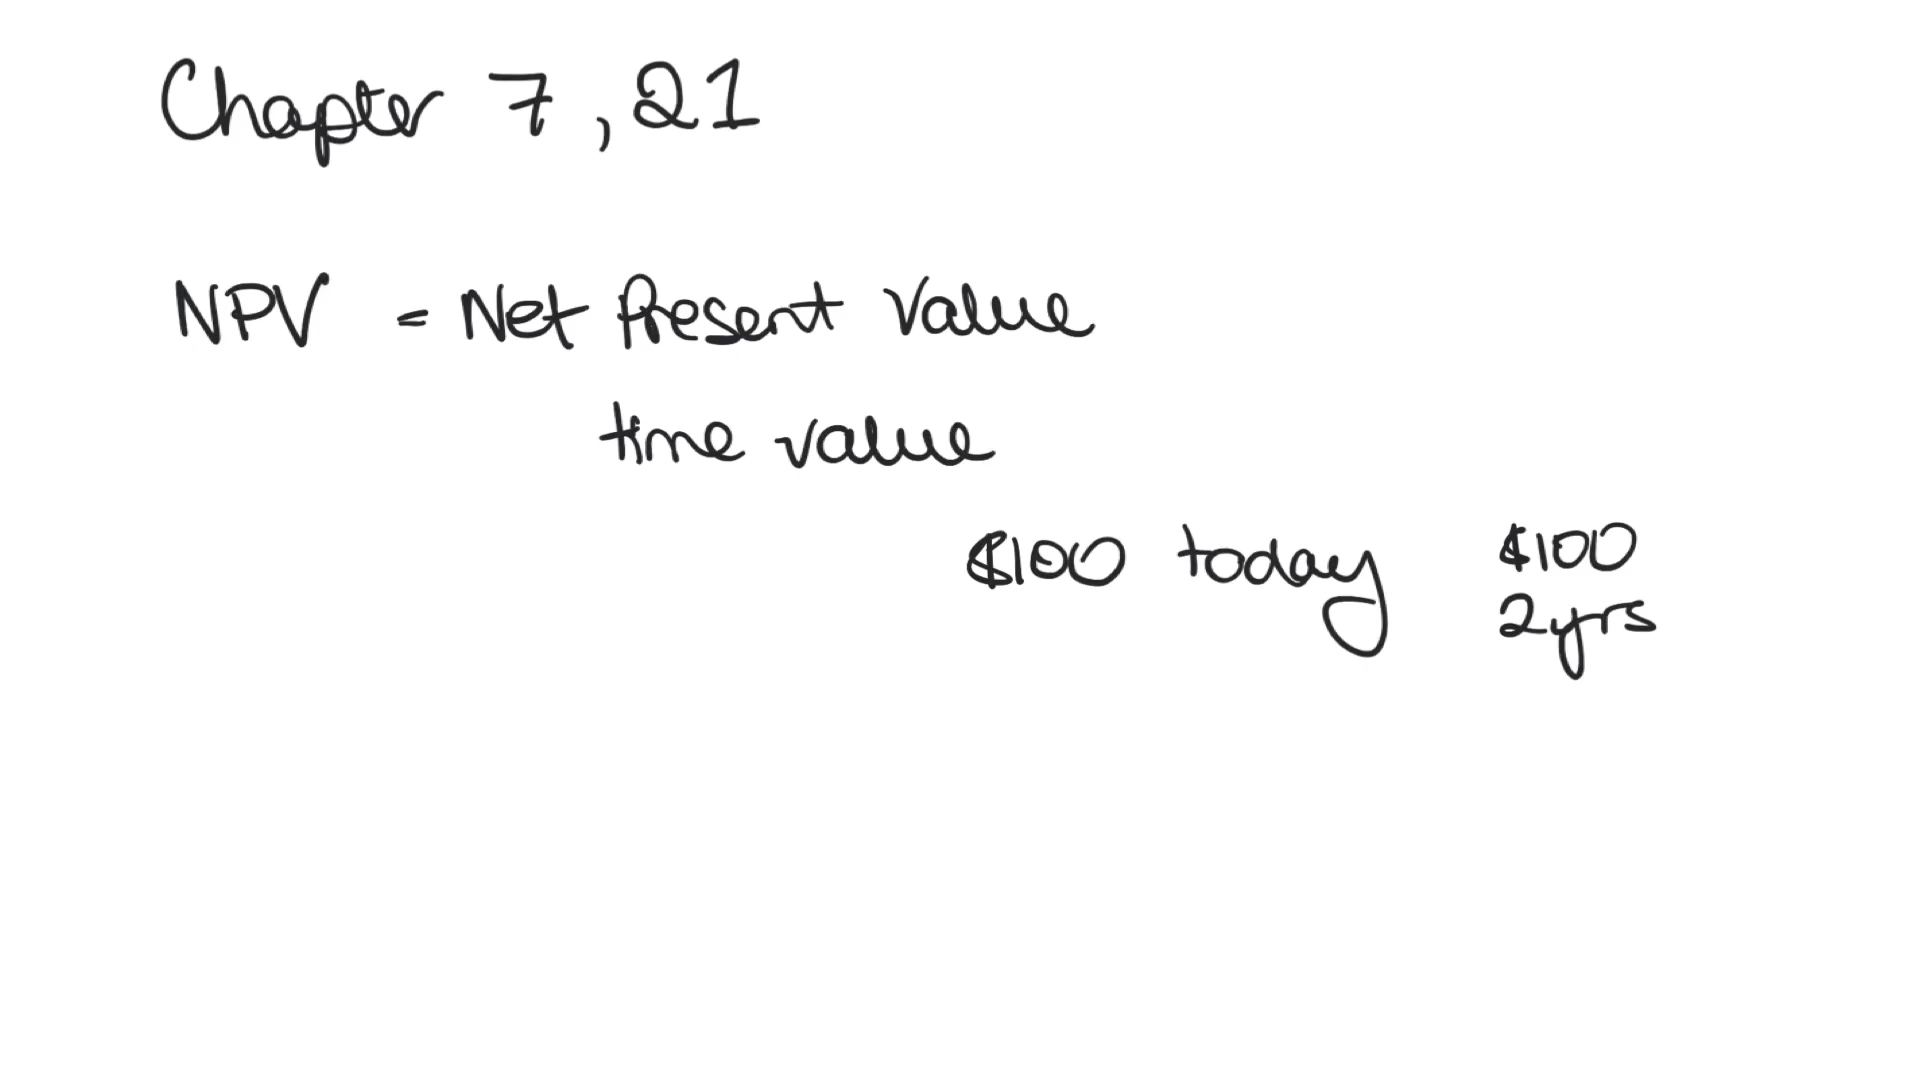 Chapter 7, 21
NPV = Net Present Value
time value
$100 today $100
2yrs